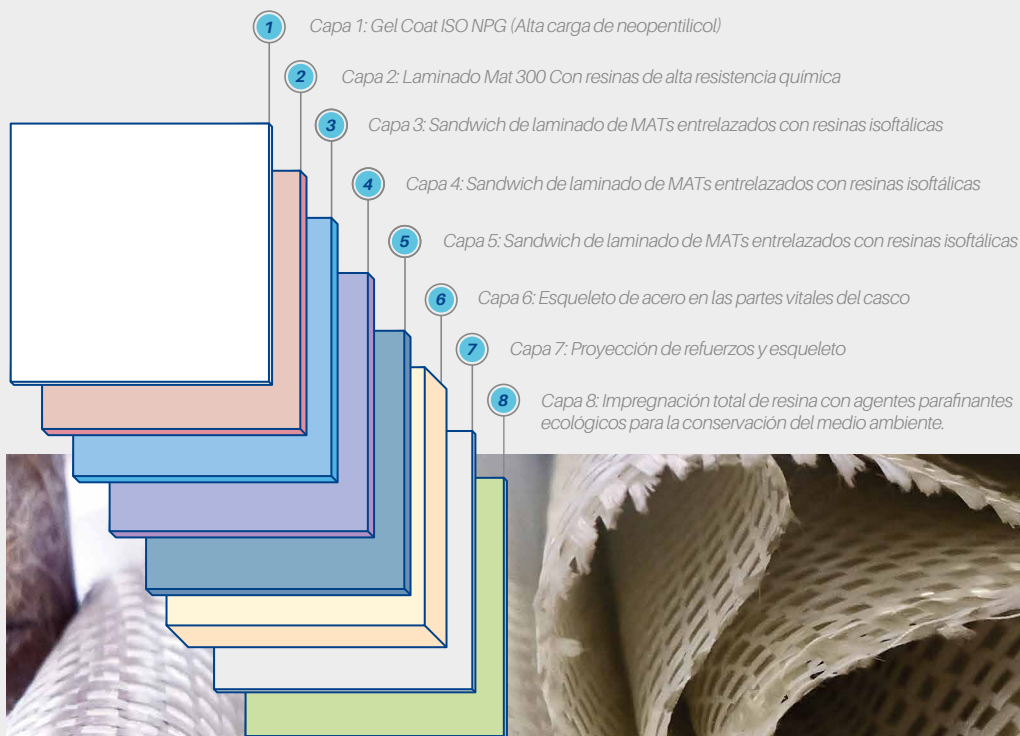 1
Capa 1: Gel Coat ISO NPG (Alta carga de neopentilicol)
2
Capa 2: Laminado Mat 300 Con resinas de alta resistencia química
3
Capa 3: Sandwich de laminado de MATs entrelazados con resinas isoftálicas
4
Capa 4: Sandwich de laminado de MATs entrelazados con resinas isoftálicas
5
Capa 5: Sandwich de laminado de MATs entrelazados con resinas isoftálicas
6
Capa 6: Esqueleto de acero en las partes vitales del casco
7
Capa 7: Proyección de refuerzos y esqueleto
8
Capa 8: Impregnación total de resina con agentes parafinantes
ecológicos para la conservación del medio ambiente.